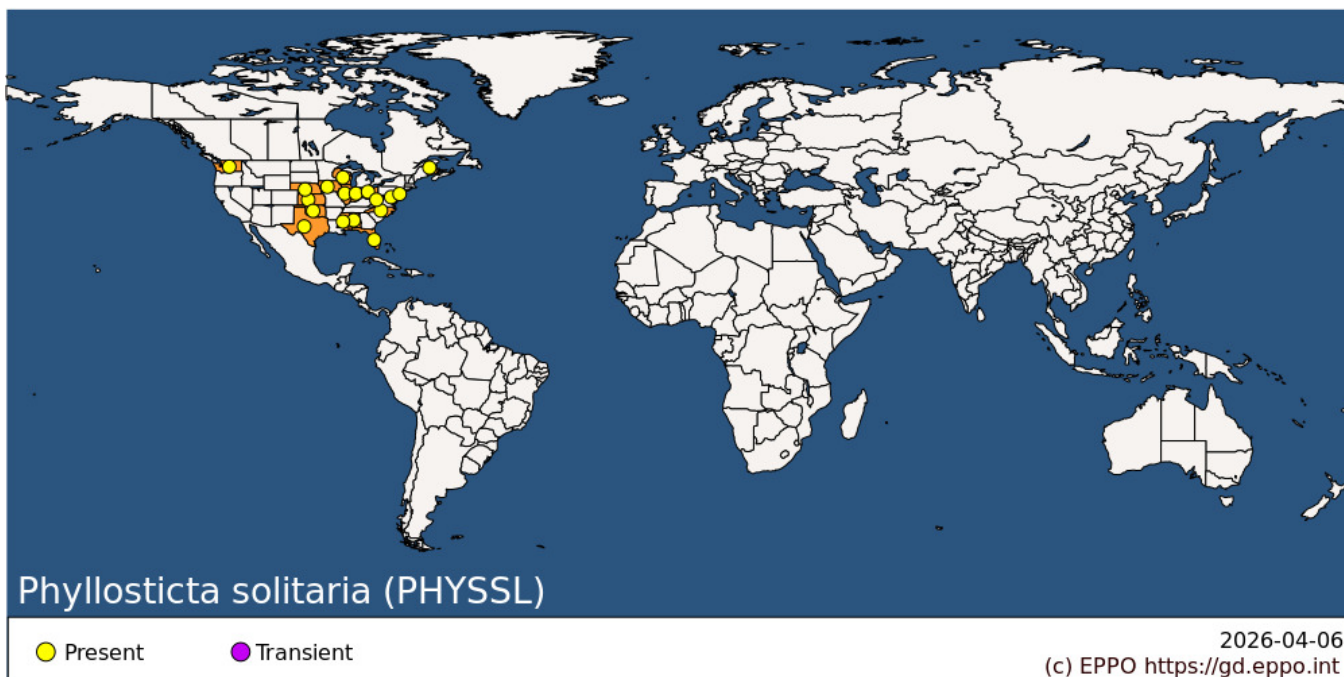 Phyllosticta solitaria (PHYSSL)
Present
Transient
2026-04-06
(c) EPPO https://gd.eppo.int